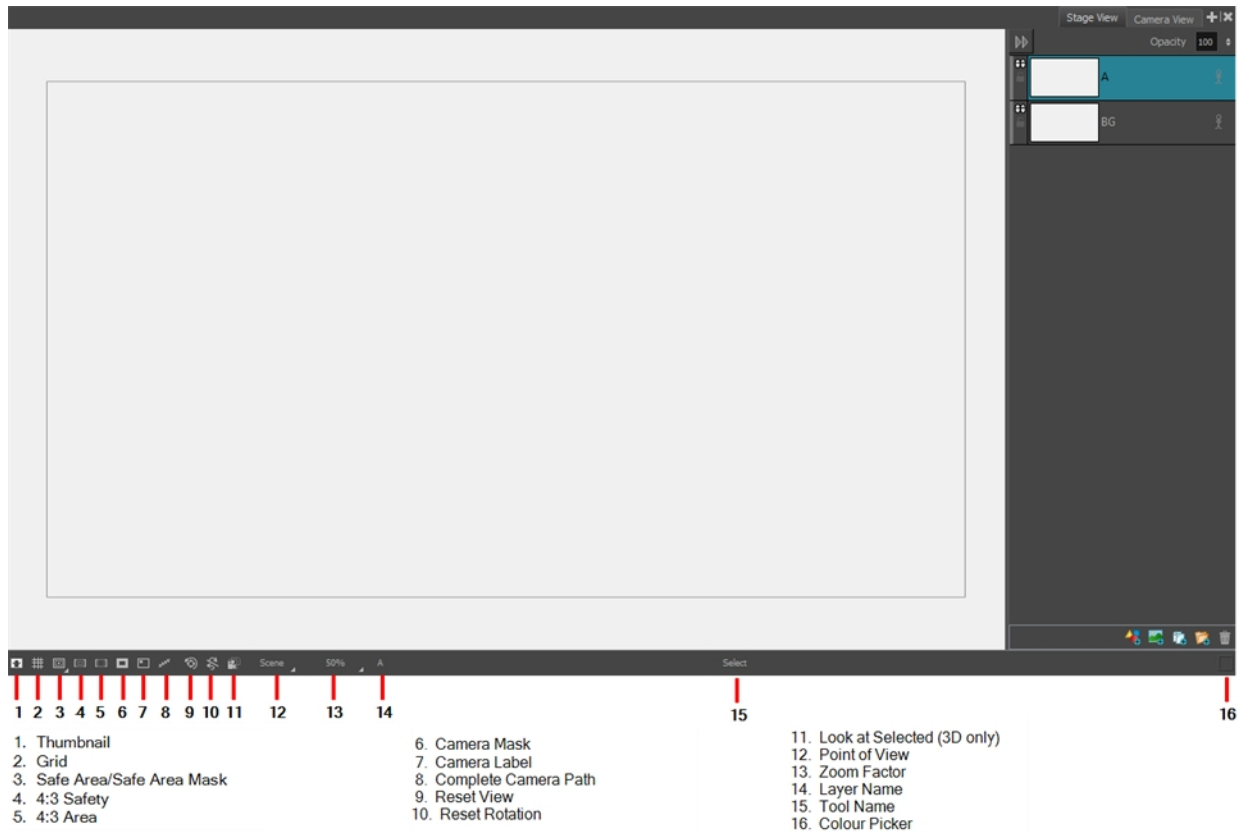 Stage View Camera View
Opacity 100
A
BG
Scene 50% A Select
1 2 3 4 5 6 7 8 9 10 11 12 13 14 15 16
1. Thumbnail
2. Grid
3. Safe Area/Safe Area Mask
4. 4:3 Safety
5. 4:3 Area
6. Camera Mask
7. Camera Label
8. Complete Camera Path
9. Reset View
10. Reset Rotation
11. Look at Selected (3D only)
12. Point of View
13. Zoom Factor
14. Layer Name
15. Tool Name
16. Colour Picker